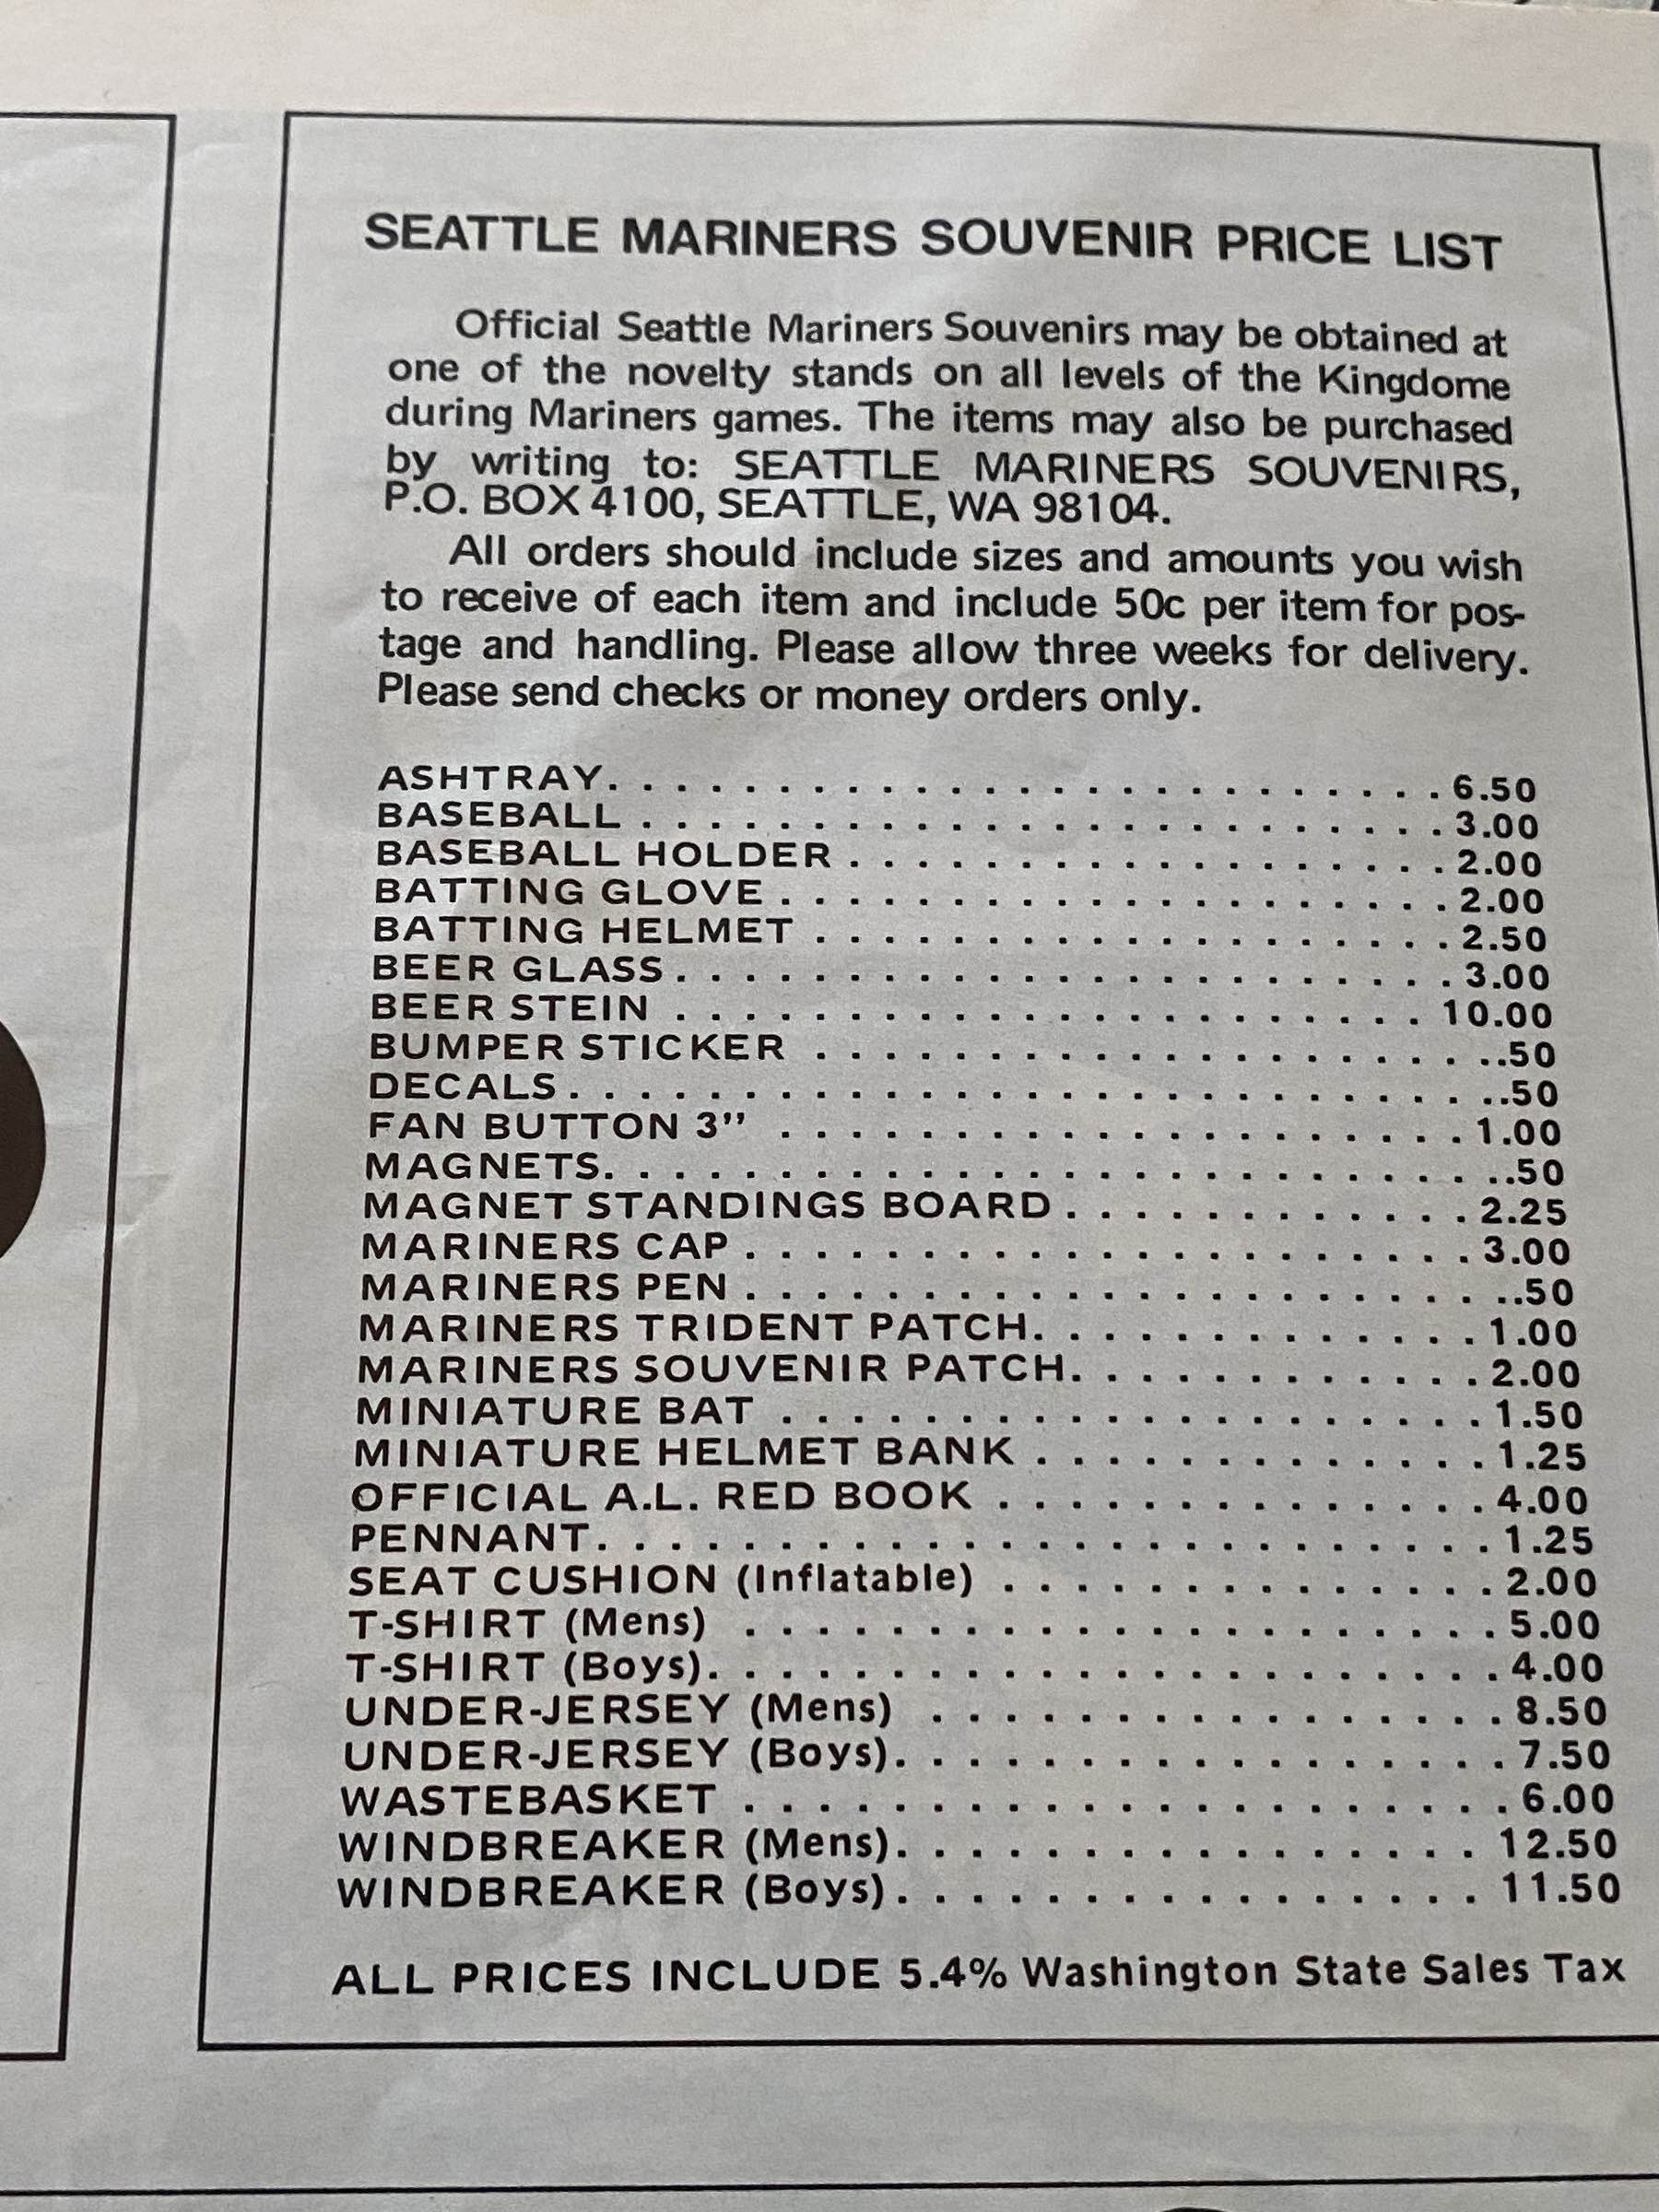 SEATTLE MARINERS SOUVENIR PRICE LIST
Official Seattle Mariners Souvenirs may be obtained at
one of the novelty stands on all levels of the Kingdome
during Mariners games. The items may also be purchased
by writing to: SEATTLE MARINERS SOUVENIRS,
P.O. BOX 4100, SEATTLE, WA 98104.
All orders should include sizes and amounts you wish
to receive of each item and include 50c per item for pos-
tage and handling. Please allow three weeks for delivery.
Please send checks or money orders only.
ASHTRAY. . . . . . . . . . . . . . . . . . . . . . . . . 6.50
BASEBALL . . . . . . . . . . . . . . . . . . . . . . . . 3.00
BASEBALL HOLDER . . . . . . . . . . . . . . . . . . 2.00
BATTING GLOVE . . . . . . . . . . . . . . . . . . . . 2.00
BATTING HELMET . . . . . . . . . . . . . . . . . . . 2.50
BEER GLASS . . . . . . . . . . . . . . . . . . . . . . . 3.00
BEER STEIN . . . . . . . . . . . . . . . . . . . . . . 10.00
BUMPER STICKER . . . . . . . . . . . . . . . . . . . ..50
DECALS . . . . . . . . . . . . . . . . . . . . . . . . . . ..50
FAN BUTTON 3” . . . . . . . . . . . . . . . . . . . . 1.00
MAGNETS. . . . . . . . . . . . . . . . . . . . . . . . . ..50
MAGNET STANDINGS BOARD . . . . . . . . . . . . 2.25
MARINERS CAP . . . . . . . . . . . . . . . . . . . . . 3.00
MARINERS PEN . . . . . . . . . . . . . . . . . . . . . ..50
MARINERS TRIDENT PATCH. . . . . . . . . . . . . 1.00
MARINERS SOUVENIR PATCH. . . . . . . . . . . . 2.00
MINIATURE BAT . . . . . . . . . . . . . . . . . . . . 1.50
MINIATURE HELMET BANK . . . . . . . . . . . . . 1.25
OFFICIAL A.L. RED BOOK . . . . . . . . . . . . . . 4.00
PENNANT. . . . . . . . . . . . . . . . . . . . . . . . . 1.25
SEAT CUSHION (Inflatable) . . . . . . . . . . . . . . 2.00
T-SHIRT (Mens) . . . . . . . . . . . . . . . . . . . . . 5.00
T-SHIRT (Boys). . . . . . . . . . . . . . . . . . . . . . 4.00
UNDER-JERSEY (Mens) . . . . . . . . . . . . . . . . 8.50
UNDER-JERSEY (Boys). . . . . . . . . . . . . . . . . 7.50
WASTEBASKET . . . . . . . . . . . . . . . . . . . . . 6.00
WINDBREAKER (Mens). . . . . . . . . . . . . . . . 12.50
WINDBREAKER (Boys). . . . . . . . . . . . . . . . 11.50
ALL PRICES INCLUDE 5.4% Washington State Sales Tax